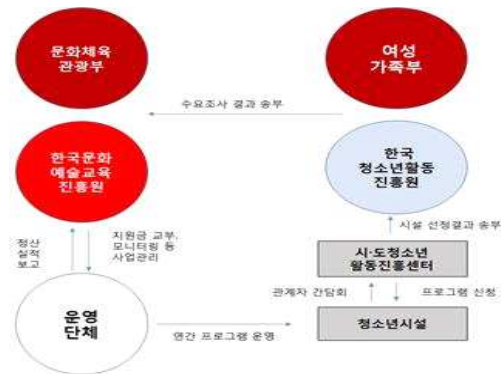 문화체육
관광부
여성
가족부
수요조사 결과 송부
한국문화
예술교육
진흥원
한국
청소년활동
진흥원
정산
실적
보고
지원금 교부,
모니터링 등
사업관리
시설 선정결과 송부
시·도청소년
활동진흥센터
관계자 간담회
프로그램 신청
운영
단체
연간 프로그램 운영
청소년시설